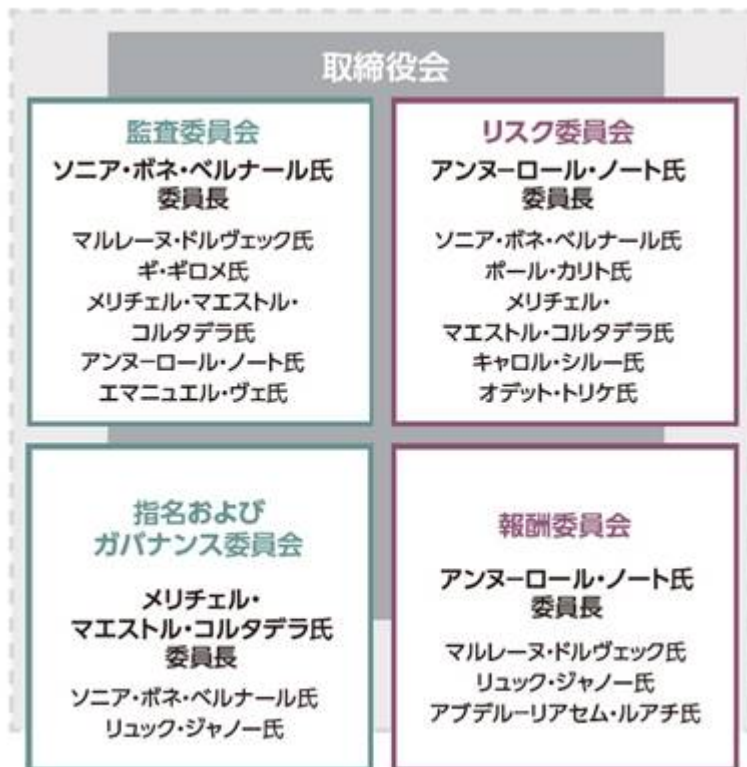 取締役会
監査委員会
ソニア・ボネ・ベルナール氏
委員長
マルレーヌ・ドルヴェック氏
ギ・ギロメ氏
メリチェル・マエストル・
コルタデラ氏
アンヌーロール・ノート氏
エマニュエル・ヴェ氏
リスク委員会
アンヌーロール・ノート氏
委員長
ソニア・ボネ・ベルナール氏
ポール・カリト氏
メリチェル・
マエストル・コルタデラ氏
キャロル・シルー氏
オデット・トリケ氏
指名および
ガバナンス委員会
メリチェル・
マエストル・コルタデラ氏
委員長
ソニア・ボネ・ベルナール氏
リュック・ジャノー氏
報酬委員会
アンヌーロール・ノート氏
委員長
マルレーヌ・ドルヴェック氏
リュック・ジャノー氏
アブデルーリアセム・ルアチ氏